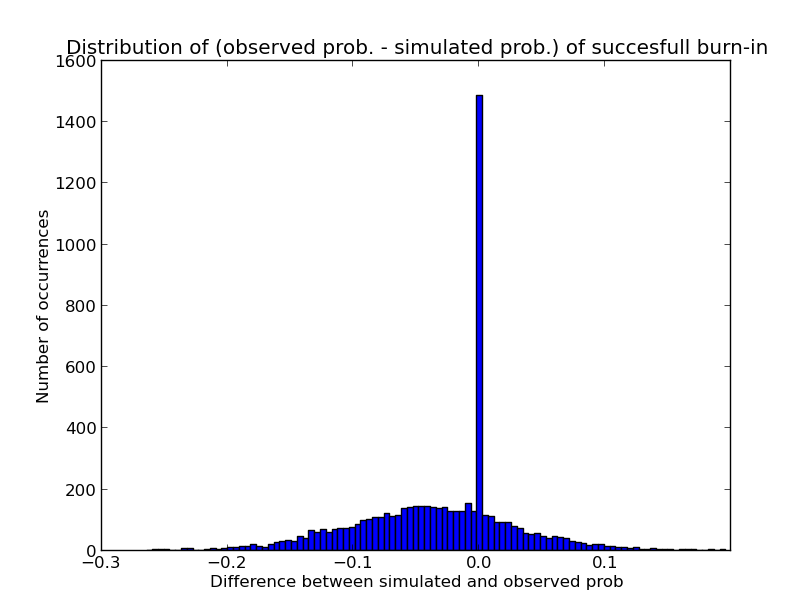 Distribution of (observed prob. - simulated prob.) of succesfull burn-in
1600
1400
1200
1000
800
600
400
200
0
Number of occurrences
−0.3 −0.2 −0.1 0.0 0.1
Difference between simulated and observed prob